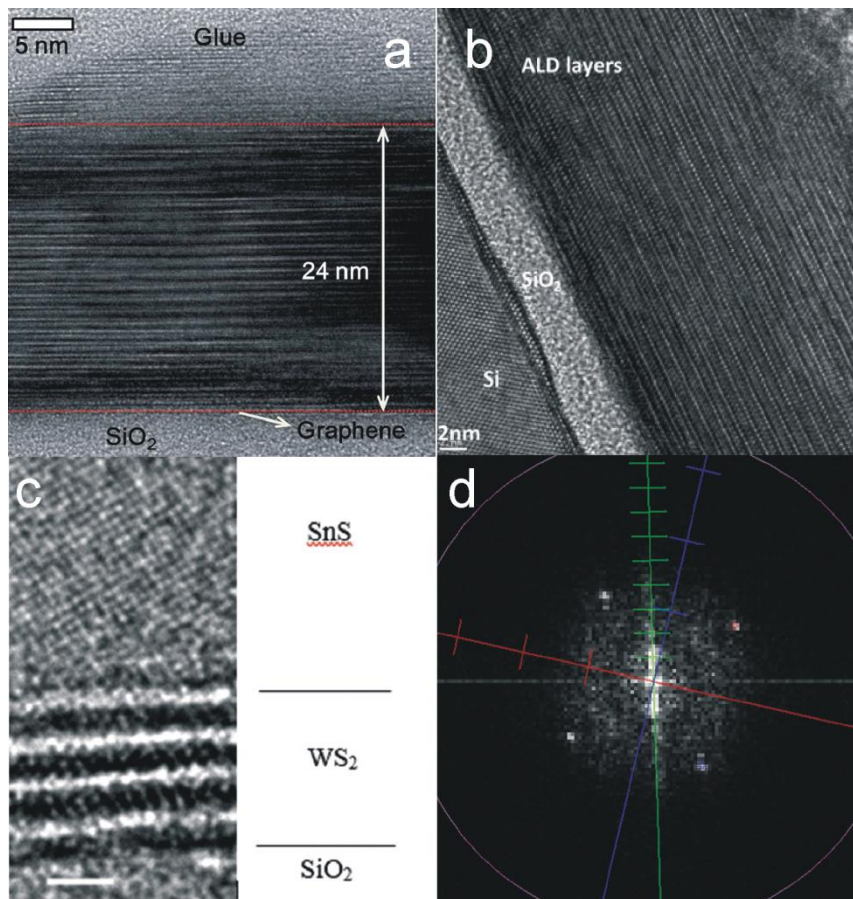 5 nm
Glue
a
24 nm
SiO₂
Graphene
b
ALD layers
SiO₂
Si
2nm
c
SnS
WS₂
SiO₂
d